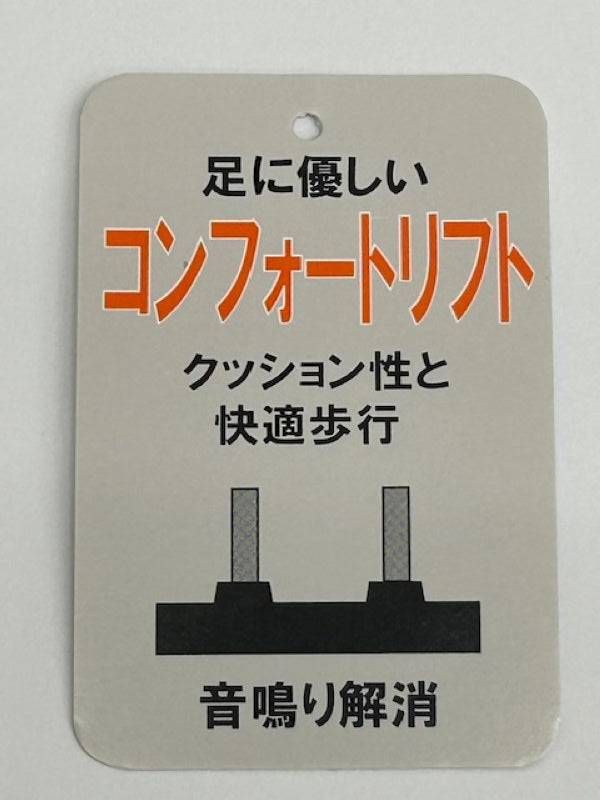 足に優しい
コンフォートリフト
クッション性と
快適歩行
音鳴り解消